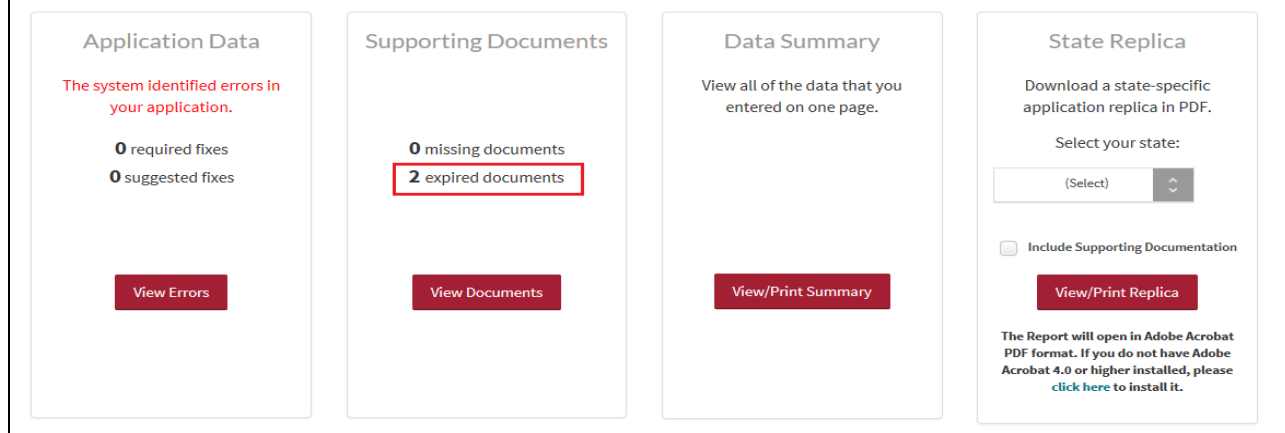 Application Data
The system identified errors in
your application.
0 required fixes
0 suggested fixes
View Errors
Supporting Documents
0 missing documents
2 expired documents
View Documents
Data Summary
View all of the data that you
entered on one page.
View/Print Summary
State Replica
Download a state-specific
application replica in PDF.
Select your state:
(Select)
Include Supporting Documentation
View/Print Replica
The Report will open in Adobe Acrobat
PDF format. If you do not have Adobe
Acrobat 4.0 or higher installed, please
click here to install it.